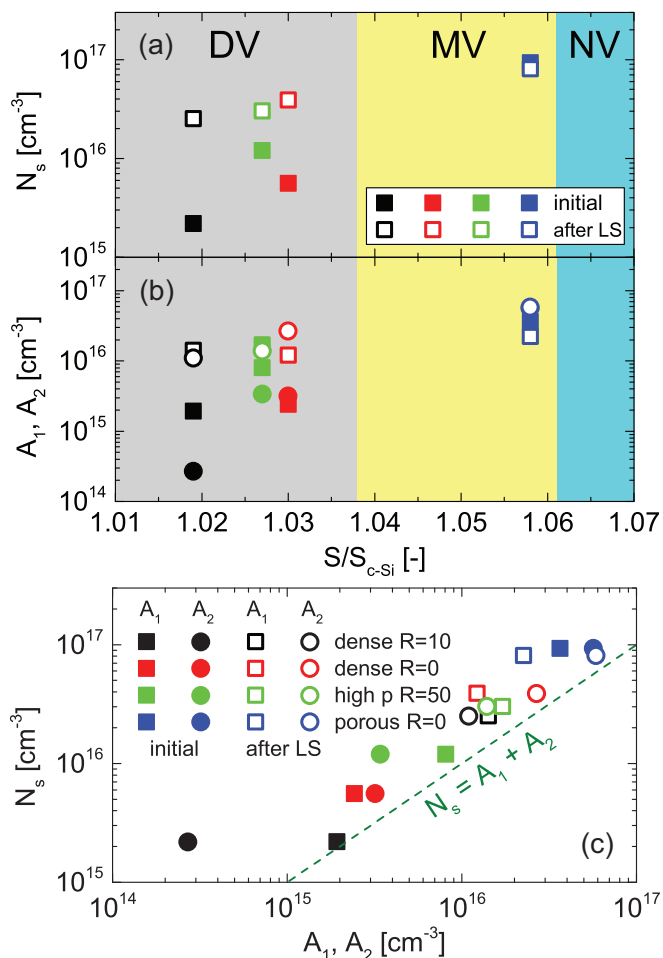 (a) DV MV NV
10^17
10^16
10^15
N_s [cm^-3]
initial
after LS
(b)
10^17
10^16
10^15
10^14
A_1, A_2 [cm^-3]
1.01 1.02 1.03 1.04 1.05 1.06 1.07
S/S_c-Si [-]
A_1 A_2 A_1 A_2
dense R=10
dense R=0
high p R=50
porous R=0
initial after LS
10^17
10^16
10^15
N_s [cm^-3]
N_s = A_1 + A_2
(c)
10^14 10^15 10^16 10^17
A_1, A_2 [cm^-3]